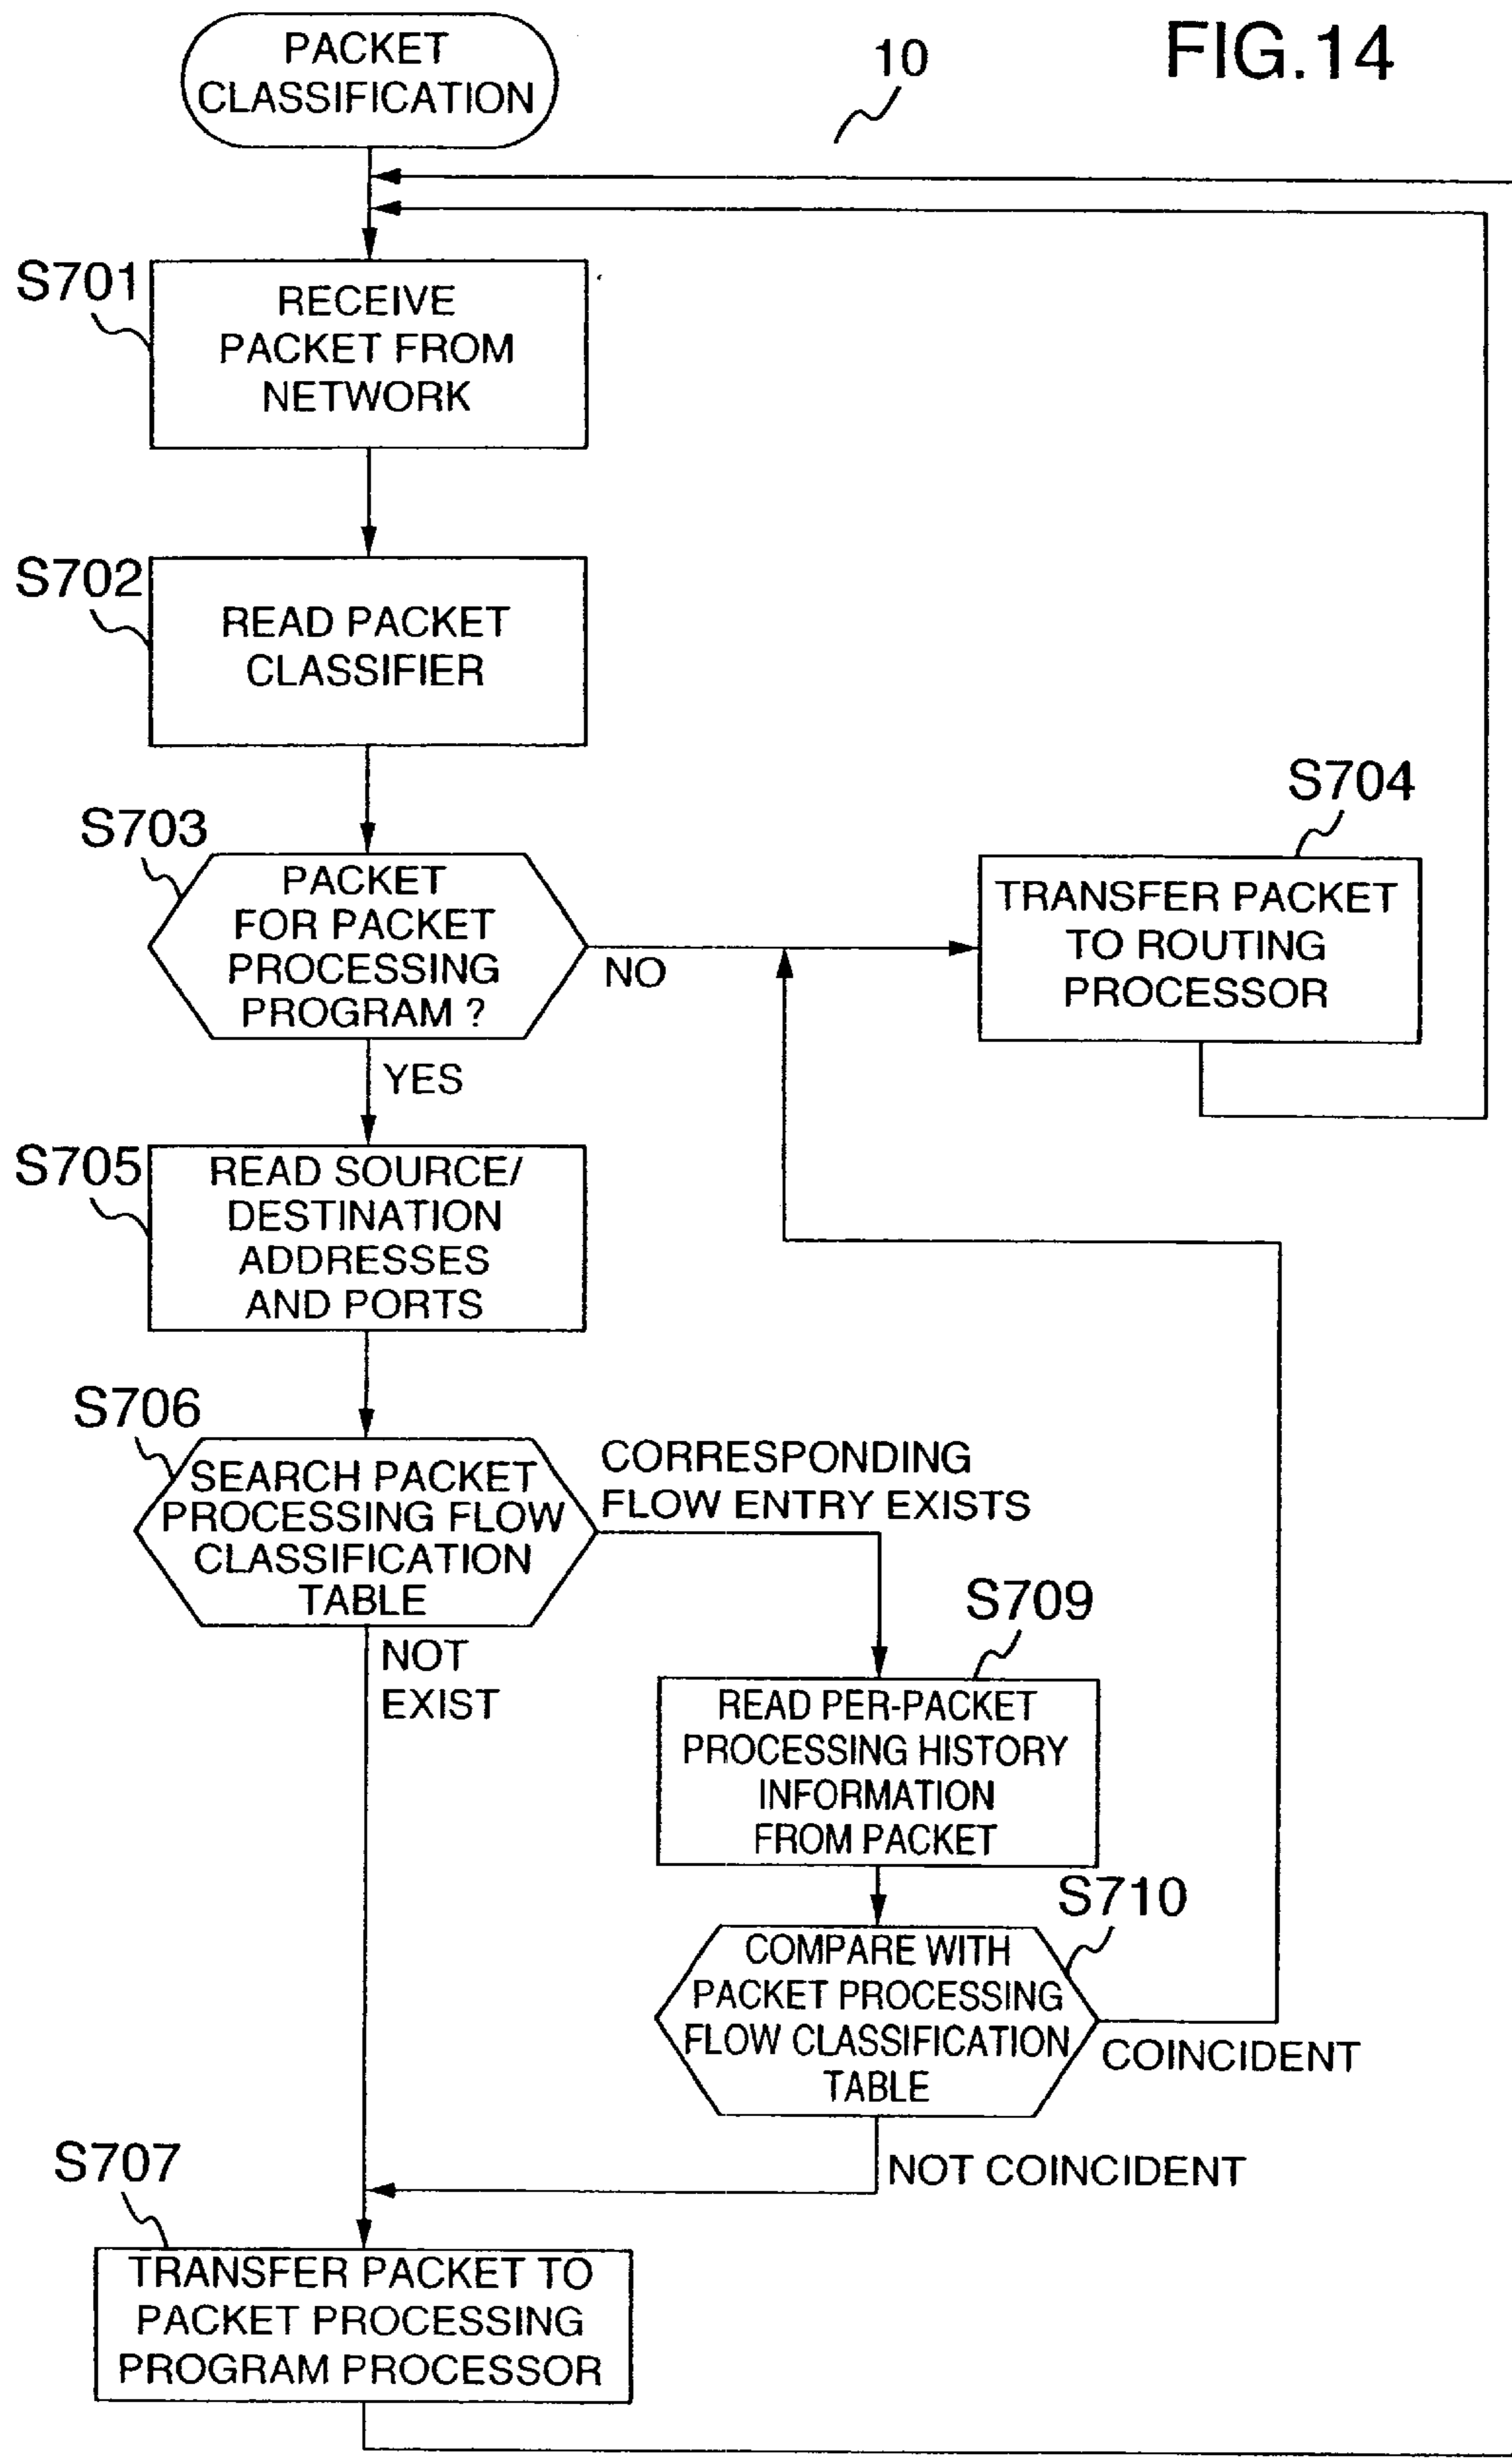 PACKET
CLASSIFICATION
10
FIG.14
S701
RECEIVE
PACKET FROM
NETWORK
S702
READ PACKET
CLASSIFIER
S703
PACKET
FOR PACKET
PROCESSING
PROGRAM ?
NO
YES
S704
TRANSFER PACKET
TO ROUTING
PROCESSOR
S705
READ SOURCE/
DESTINATION
ADDRESSES
AND PORTS
S706
SEARCH PACKET
PROCESSING FLOW
CLASSIFICATION
TABLE
CORRESPONDING
FLOW ENTRY EXISTS
NOT
EXIST
S709
READ PER-PACKET
PROCESSING HISTORY
INFORMATION
FROM PACKET
S710
COMPARE WITH
PACKET PROCESSING
FLOW CLASSIFICATION
TABLE
COINCIDENT
NOT COINCIDENT
S707
TRANSFER PACKET TO
PACKET PROCESSING
PROGRAM PROCESSOR